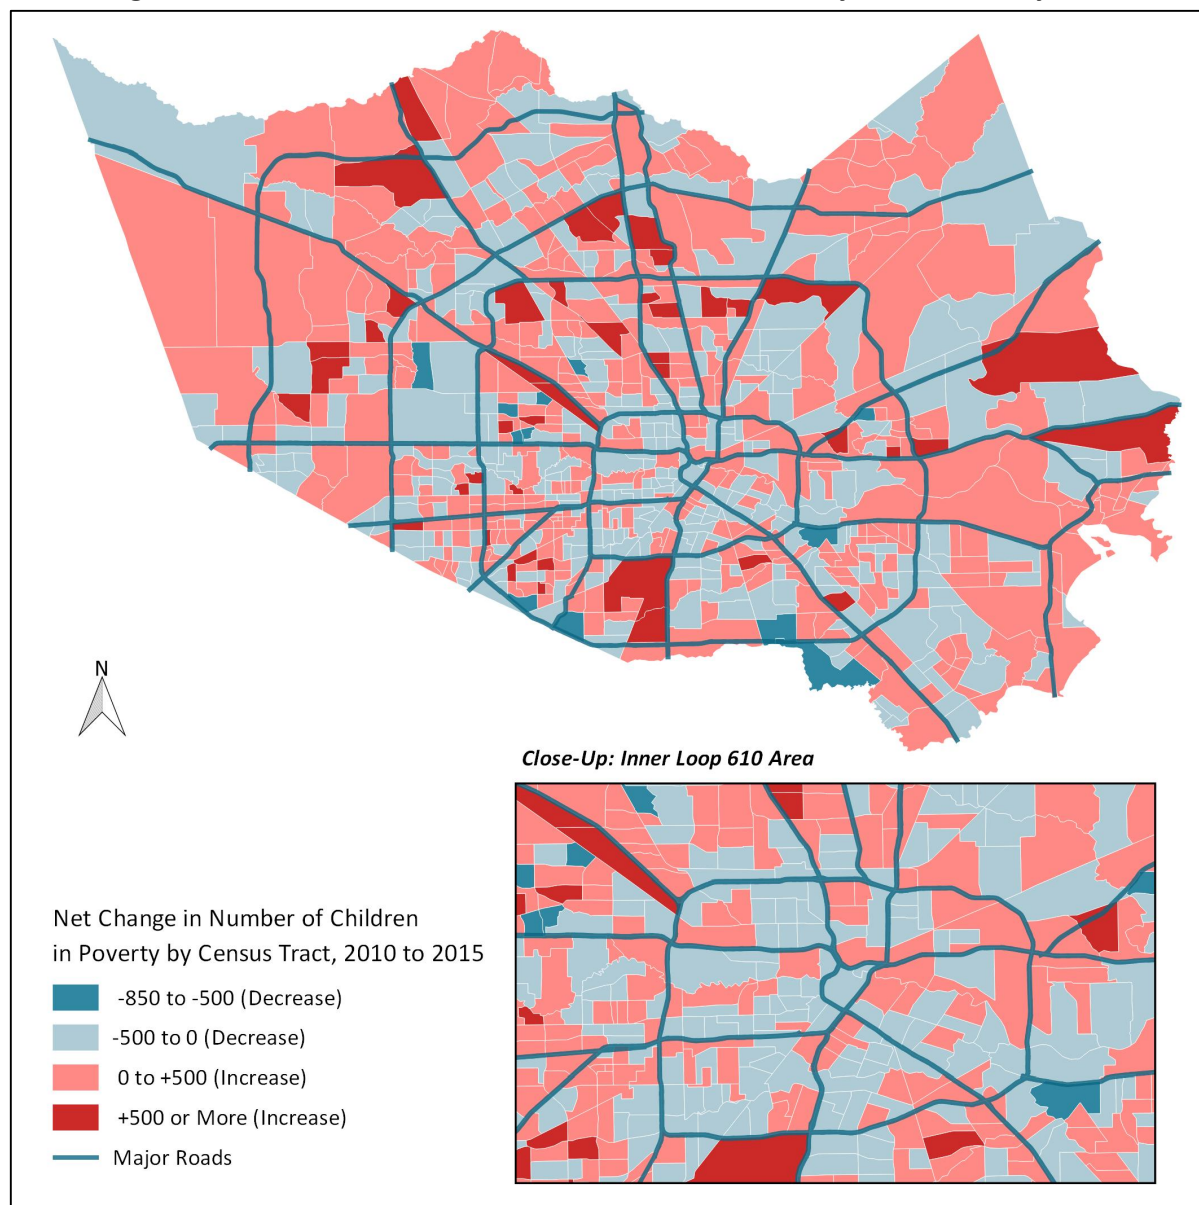 N
Close-Up: Inner Loop 610 Area
Net Change in Number of Children
in Poverty by Census Tract, 2010 to 2015
-850 to -500 (Decrease)
-500 to 0 (Decrease)
0 to +500 (Increase)
+500 or More (Increase)
Major Roads